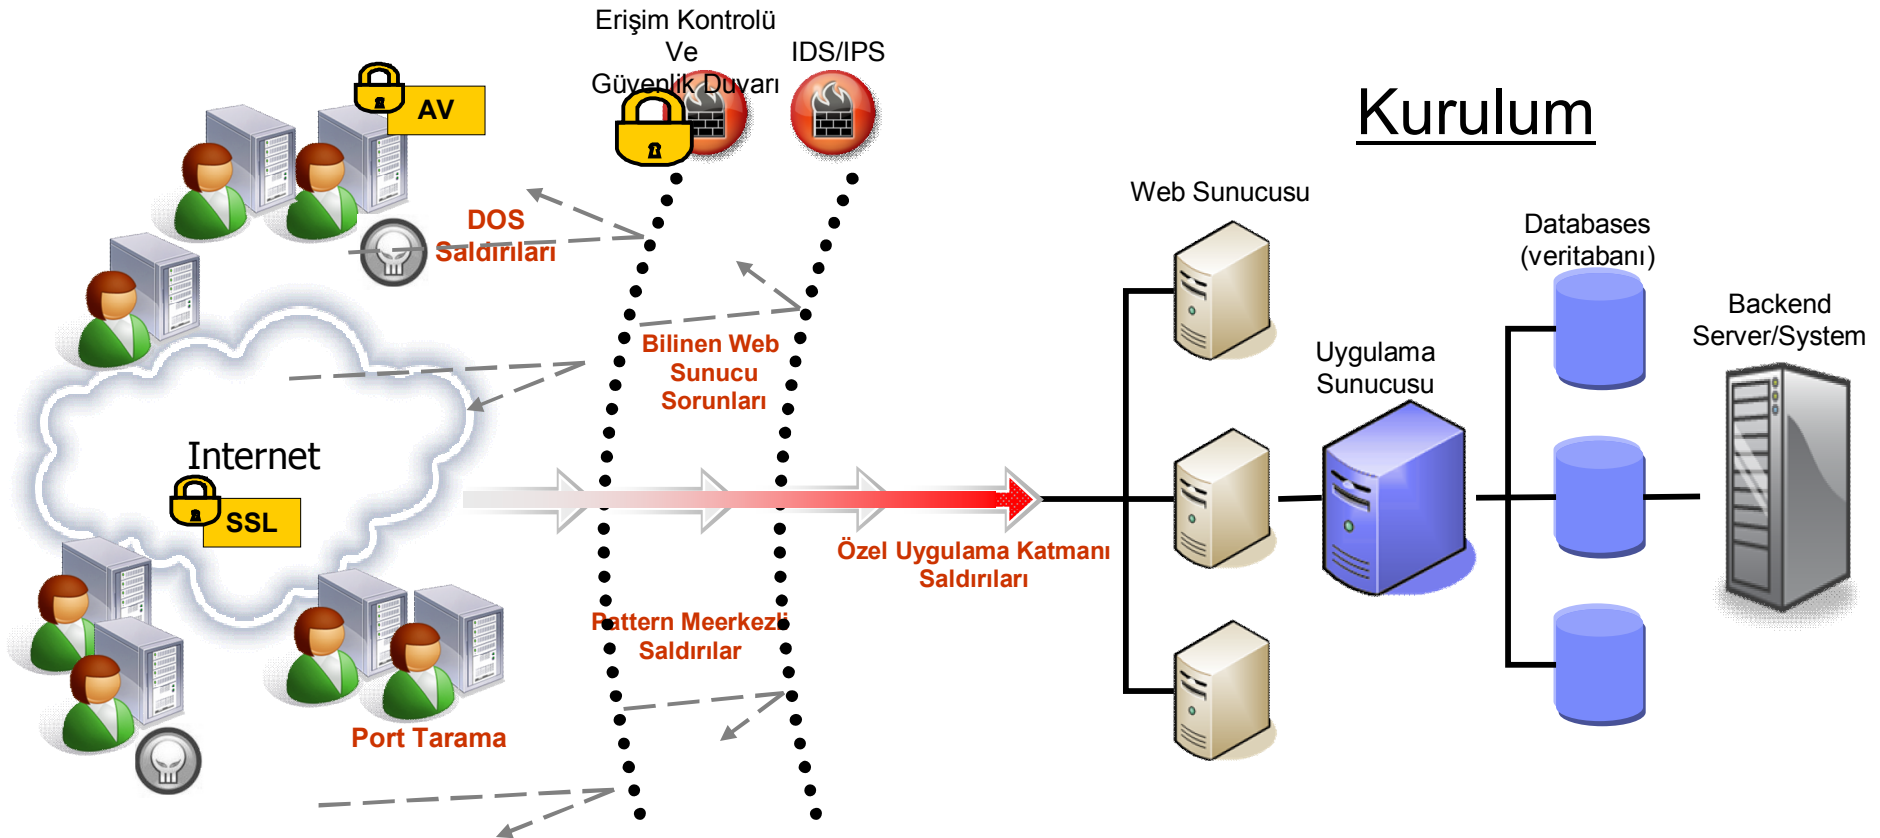 Erişim Kontrolü
Ve
Güvenlik Duvarı
IDS/IPS
Kurulum
AV
DOS
Saldırıları
Web Sunucusu
Databases
(veritabanı)
Backend
Server/System
Bilinen Web
Sunucu
Sorunları
Uygulama
Sunucusu
Internet
SSL
Özel Uygulama Katmanı
Saldırıları
Pattern Meerkezli
Saldırılar
Port Tarama